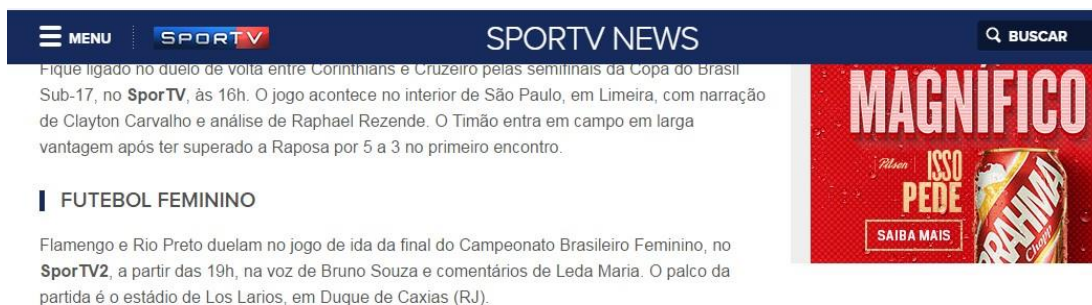 MENU
SPORTV
SPORTV NEWS
BUSCAR
Fique ligado no duelo de volta entre Corinthians e Cruzeiro pelas semifinais da Copa do Brasil
Sub-17, no SporTV, às 16h. O jogo acontece no interior de São Paulo, em Limeira, com narração
de Clayton Carvalho e análise de Raphael Rezende. O Timão entra em campo em larga
vantagem após ter superado a Raposa por 5 a 3 no primeiro encontro.
FUTEBOL FEMININO
Flamengo e Rio Preto duelam no jogo de ida da final do Campeonato Brasileiro Feminino, no
SporTV2, a partir das 19h, na voz de Bruno Souza e comentários de Leda Maria. O palco da
partida é o estádio de Los Larios, em Duque de Caxias (RJ).
MAGNÍFICO
Pilsen
ISSO
PEDE
SAIBA MAIS
BRAHMA
Chopp